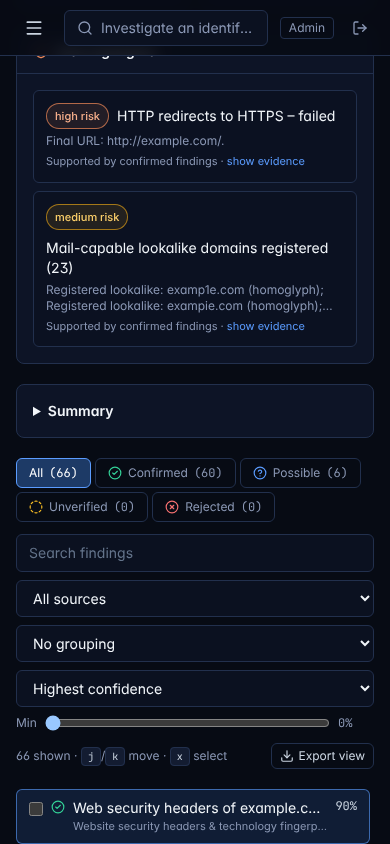 Investigate an identif...
Admin
high risk
HTTP redirects to HTTPS – failed
Final URL: http://example.com/.
Supported by confirmed findings · show evidence
medium risk
Mail-capable lookalike domains registered
(23)
Registered lookalike: examp1e.com (homoglyph);
Registered lookalike: exampie.com (homoglyph);...
Supported by confirmed findings · show evidence
Summary
All (66)
Confirmed (60)
Possible (6)
Unverified (0)
Rejected (0)
Search findings
All sources
No grouping
Highest confidence
Min
0%
66 shown · j/k move · x select
Export view
Web security headers of example.c...
90%
Website security headers & technology fingerp...